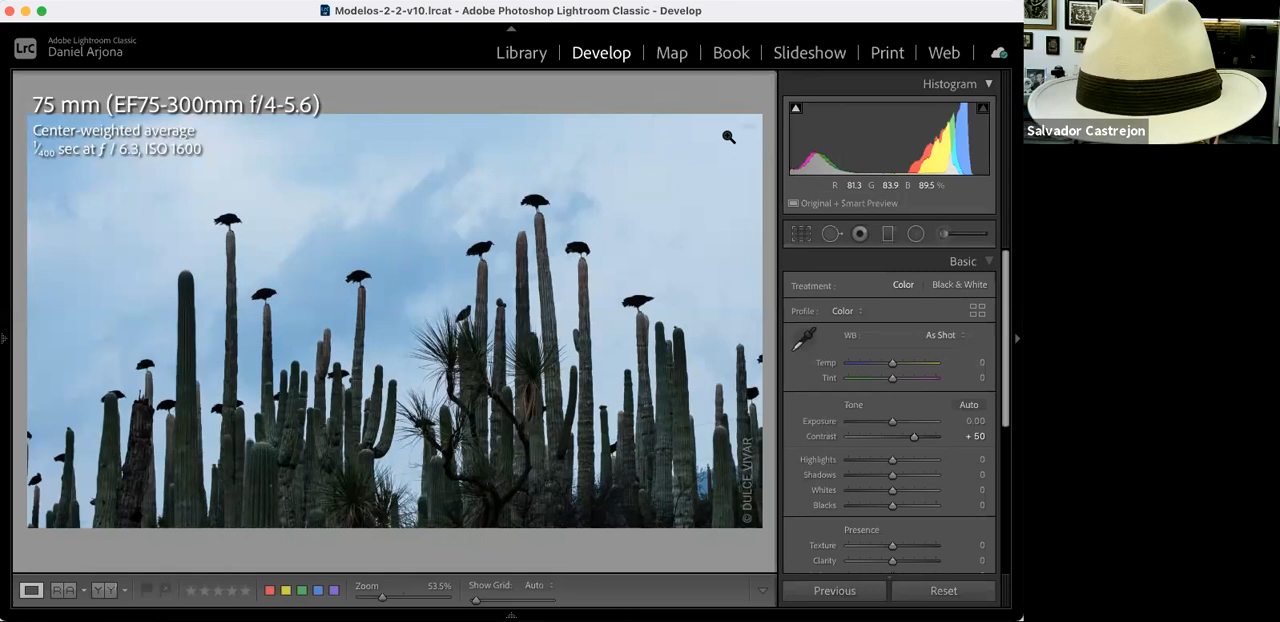 Modelos-2-2-v10.lrcat - Adobe Photoshop Lightroom Classic - Develop
LrC
Adobe Lightroom Classic
Daniel Arjona
Library | Develop | Map | Book | Slideshow | Print | Web
75 mm (EF75-300mm f/4-5.6)
Center-weighted average
1/400 sec at ƒ / 6.3, ISO 1600
© DULCE VIVAR
Histogram
R 81.3 G 83.9 B 89.5 %
Original + Smart Preview
Basic
Treatment : Color | Black & White
Profile : Color
WB : As Shot
Temp 0
Tint 0
Tone Auto
Exposure 0.00
Contrast + 50
Highlights 0
Shadows 0
Whites 0
Blacks 0
Presence
Texture 0
Clarity 0
Previous Reset
Zoom 53.5% Show Grid: Auto
Salvador Castrejon